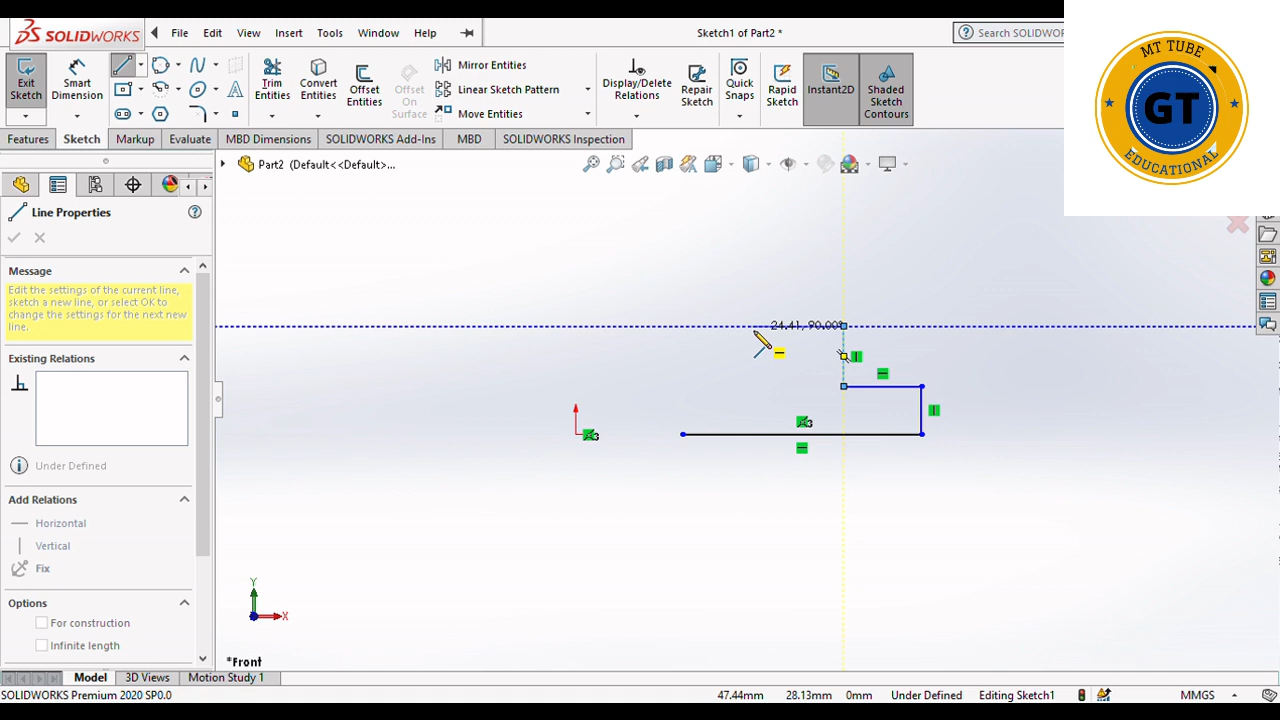 SOLIDWORKS
File Edit View Insert Tools Window Help
Sketch1 of Part2 *
MT TUBE
GT
EDUCATIONAL
Exit Sketch
Smart Dimension
Trim Entities
Convert Entities
Offset Entities
Offset On Surface
Mirror Entities
Linear Sketch Pattern
Move Entities
Display/Delete Relations
Repair Sketch
Quick Snaps
Rapid Sketch
Instant2D
Shaded Sketch Contours
Features Sketch Markup Evaluate MBD Dimensions SOLIDWORKS Add-Ins MBD SOLIDWORKS Inspection
Part2 (Default<<Default>...
Line Properties
Message
Edit the settings of the current line,
sketch a new line, or select OK to
change the settings for the next new
line.
Existing Relations
Under Defined
Add Relations
Horizontal
Vertical
Fix
Options
For construction
Infinite length
24.41, 90.00°
3
3
Y
X
*Front
Model 3D Views Motion Study 1
SOLIDWORKS Premium 2020 SP0.0
47.44mm 28.13mm 0mm Under Defined Editing Sketch1 MMGS